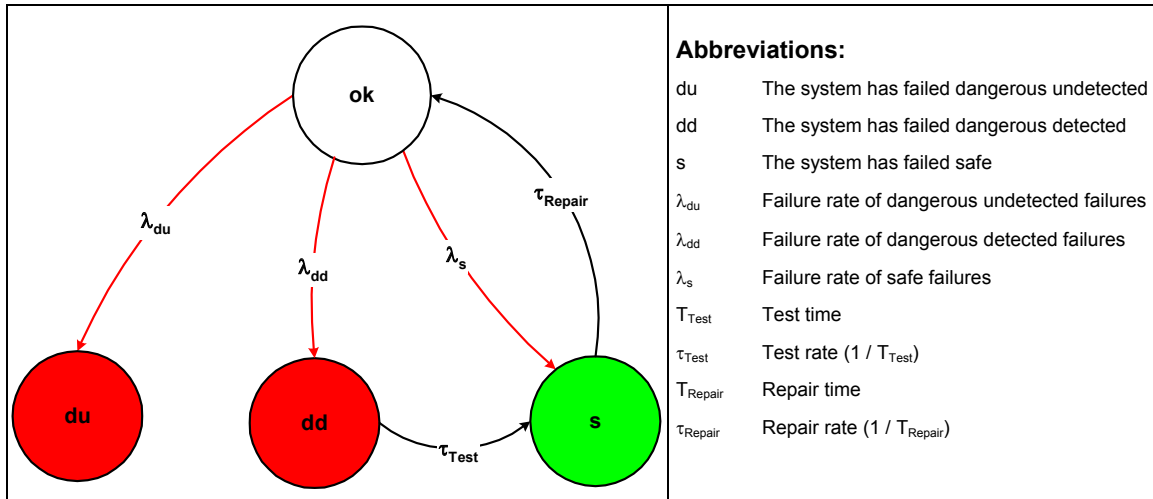 ok
λdu
λdd
λs
τRepair
du
dd
s
τTest
Abbreviations:
du The system has failed dangerous undetected
dd The system has failed dangerous detected
s The system has failed safe
λdu Failure rate of dangerous undetected failures
λdd Failure rate of dangerous detected failures
λs Failure rate of safe failures
TTest Test time
τTest Test rate (1 / TTest)
TRepair Repair time
τRepair Repair rate (1 / TRepair)